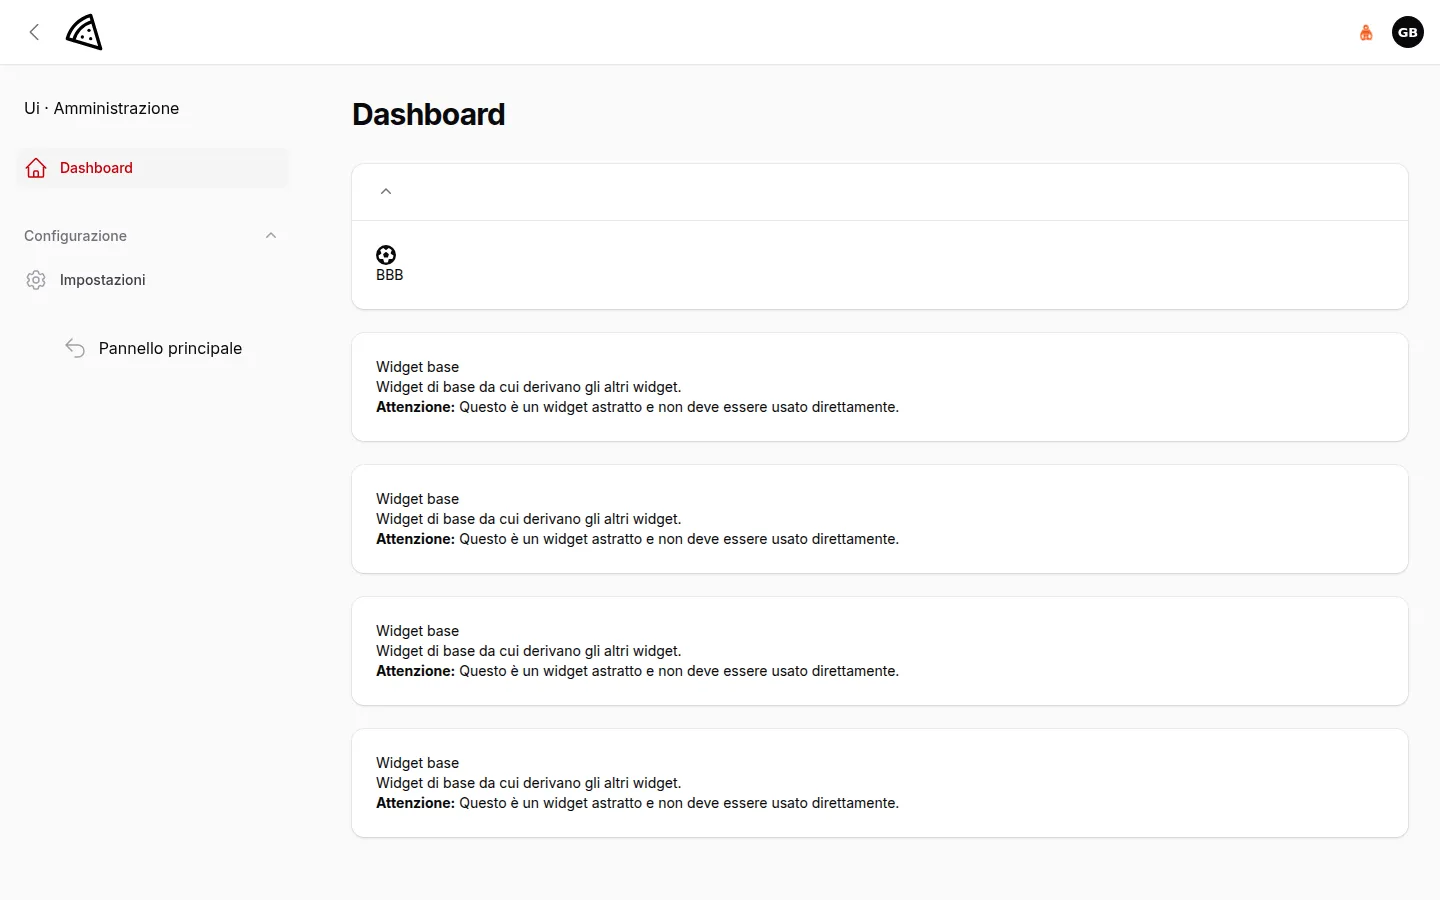 GB
Ui · Amministrazione
Dashboard
Configurazione
Impostazioni
Pannello principale
Dashboard
BBB
Widget base
Widget di base da cui derivano gli altri widget.
Attenzione: Questo è un widget astratto e non deve essere usato direttamente.
Widget base
Widget di base da cui derivano gli altri widget.
Attenzione: Questo è un widget astratto e non deve essere usato direttamente.
Widget base
Widget di base da cui derivano gli altri widget.
Attenzione: Questo è un widget astratto e non deve essere usato direttamente.
Widget base
Widget di base da cui derivano gli altri widget.
Attenzione: Questo è un widget astratto e non deve essere usato direttamente.